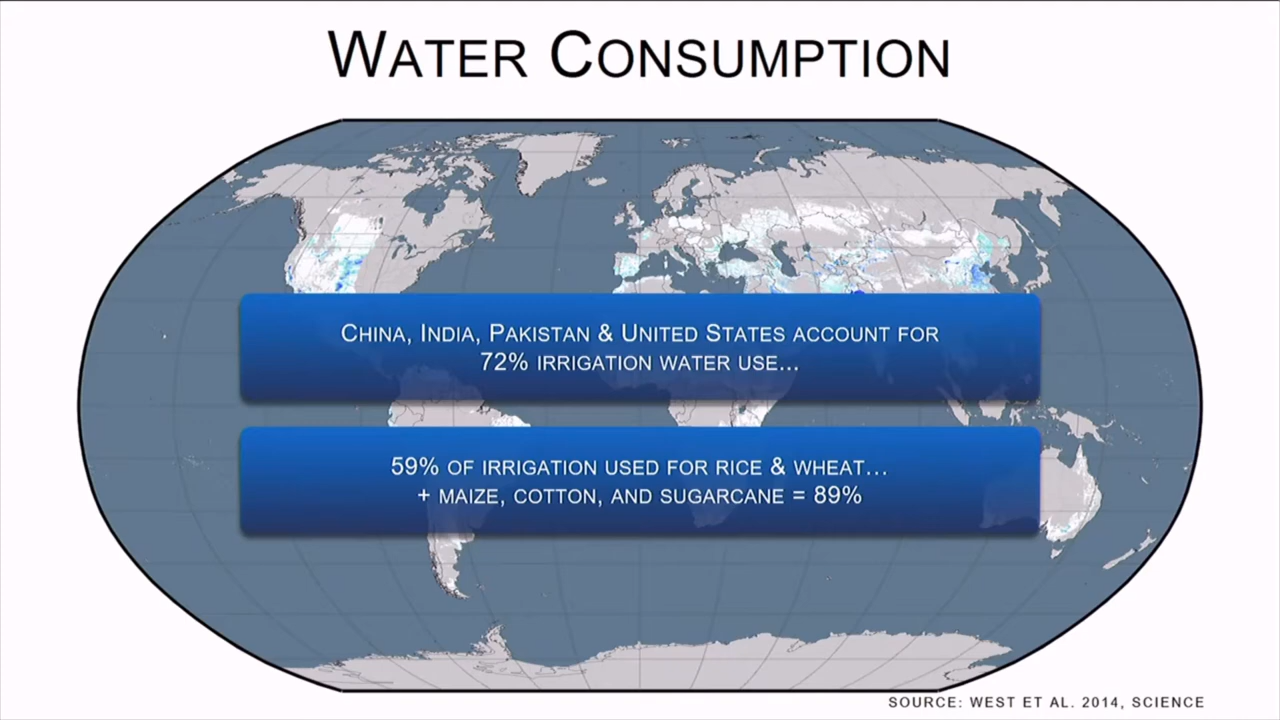 WATER CONSUMPTION
CHINA, INDIA, PAKISTAN & UNITED STATES ACCOUNT FOR
72% IRRIGATION WATER USE...
59% OF IRRIGATION USED FOR RICE & WHEAT...
+ MAIZE, COTTON, AND SUGARCANE = 89%
SOURCE: WEST ET AL. 2014, SCIENCE